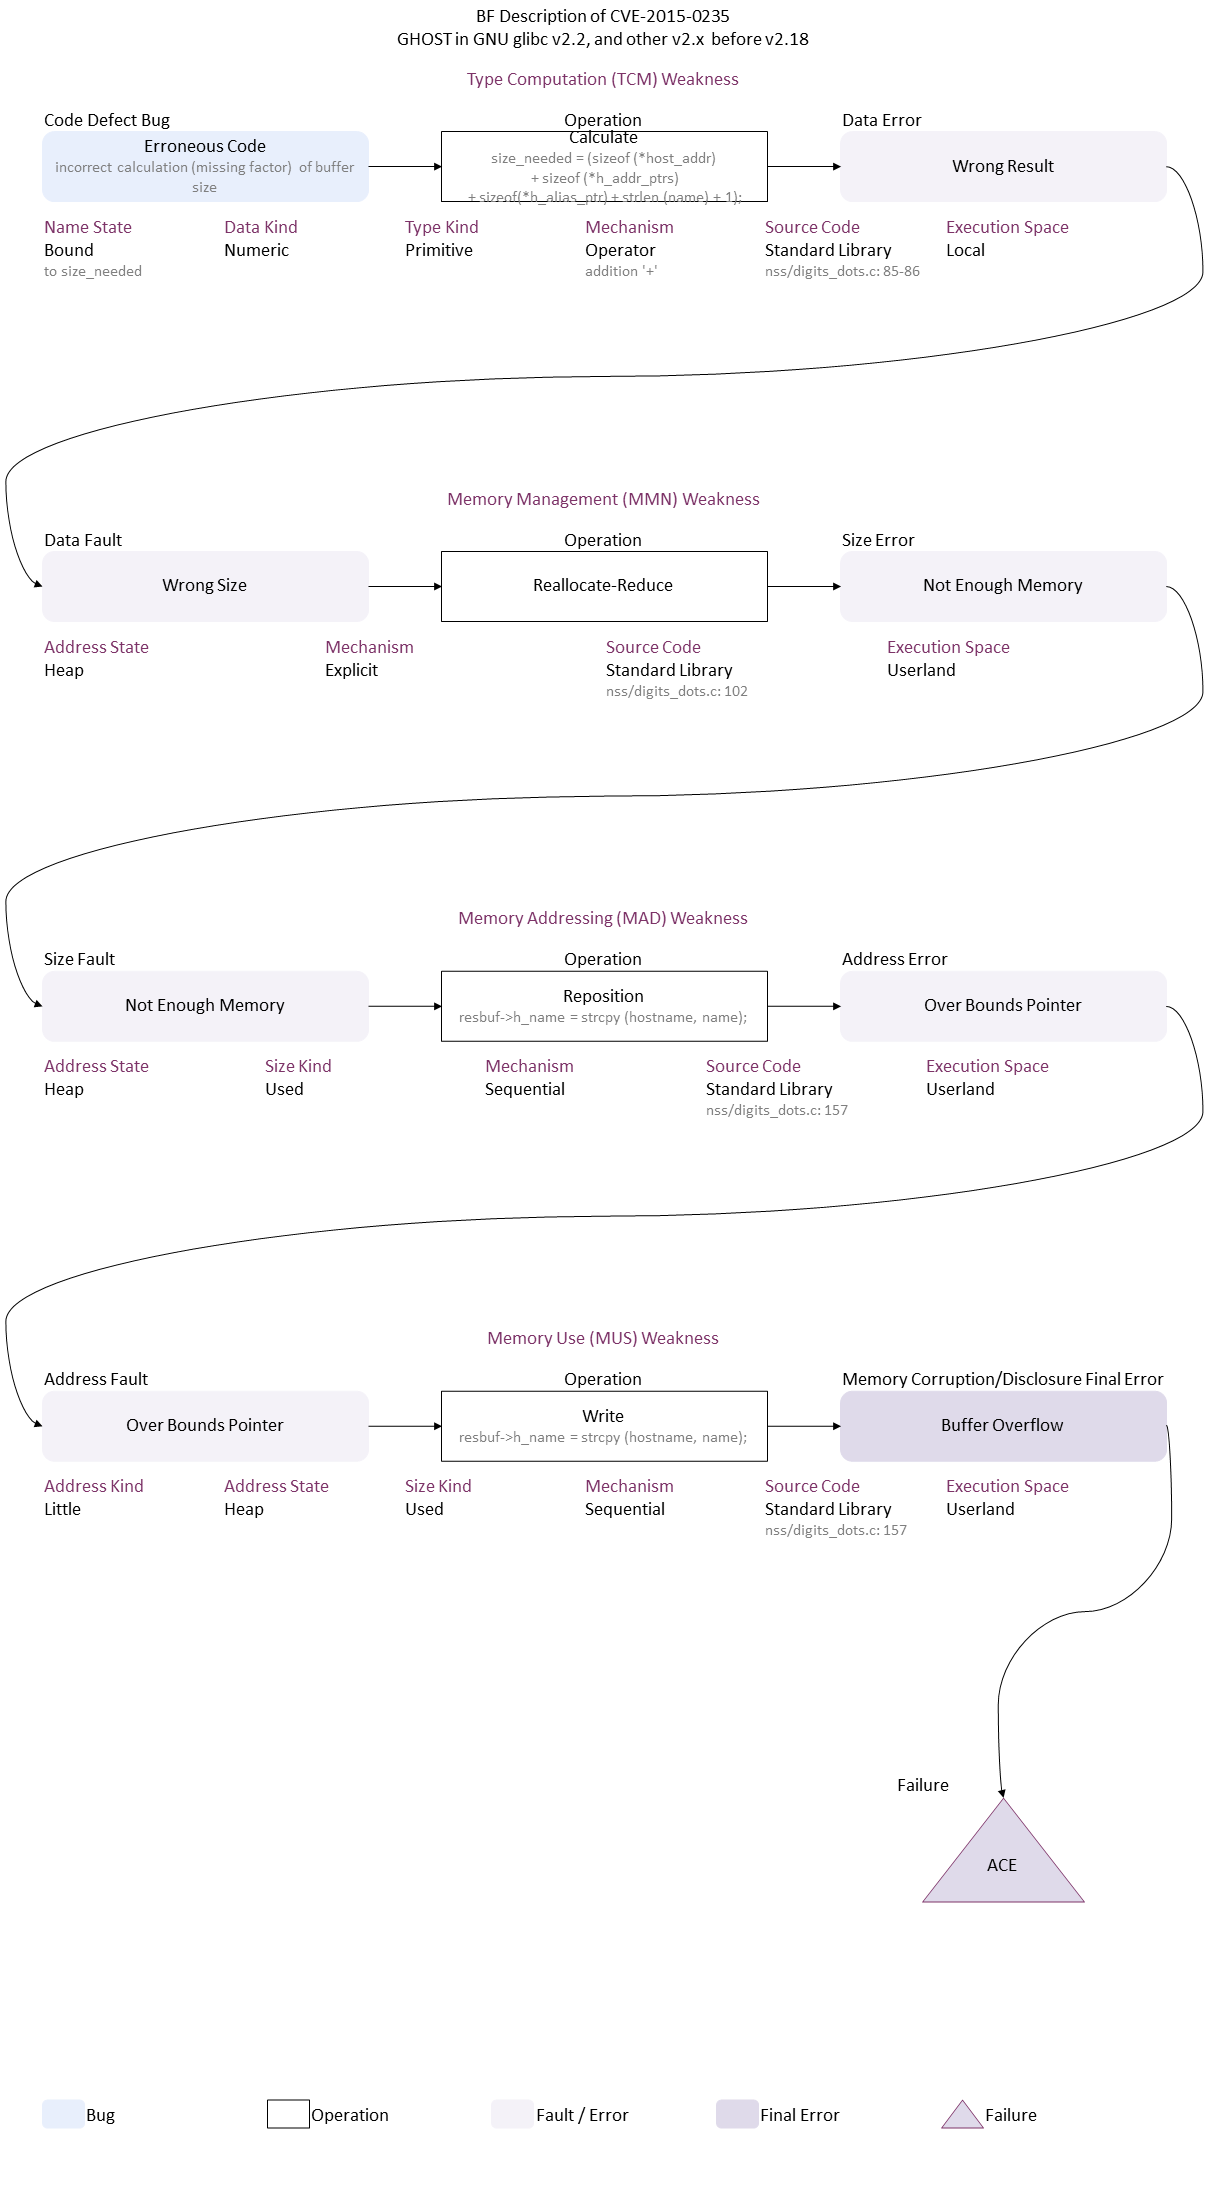 BF Description of CVE-2015-0235
GHOST in GNU glibc v2.2, and other v2.x before v2.18
Type Computation (TCM) Weakness
Code Defect Bug
Operation
Data Error
Erroneous Code
incorrect calculation (missing factor) of buffer
size
Calculate
size_needed = (sizeof (*host_addr)
+ sizeof (*h_addr_ptrs)
+ sizeof(*h_alias_ptr) + strlen (name) + 1);
Wrong Result
Name State
Data Kind
Type Kind
Mechanism
Source Code
Execution Space
Bound
Numeric
Primitive
Operator
Standard Library
Local
to size_needed
addition '+'
nss/digits_dots.c: 85-86
Memory Management (MMN) Weakness
Data Fault
Operation
Size Error
Wrong Size
Reallocate-Reduce
Not Enough Memory
Address State
Mechanism
Source Code
Execution Space
Heap
Explicit
Standard Library
Userland
nss/digits_dots.c: 102
Memory Addressing (MAD) Weakness
Size Fault
Operation
Address Error
Not Enough Memory
Reposition
resbuf->h_name = strcpy (hostname, name);
Over Bounds Pointer
Address State
Size Kind
Mechanism
Source Code
Execution Space
Heap
Used
Sequential
Standard Library
Userland
nss/digits_dots.c: 157
Memory Use (MUS) Weakness
Address Fault
Operation
Memory Corruption/Disclosure Final Error
Over Bounds Pointer
Write
resbuf->h_name = strcpy (hostname, name);
Buffer Overflow
Address Kind
Address State
Size Kind
Mechanism
Source Code
Execution Space
Little
Heap
Used
Sequential
Standard Library
Userland
nss/digits_dots.c: 157
Failure
ACE
Bug
Operation
Fault / Error
Final Error
Failure